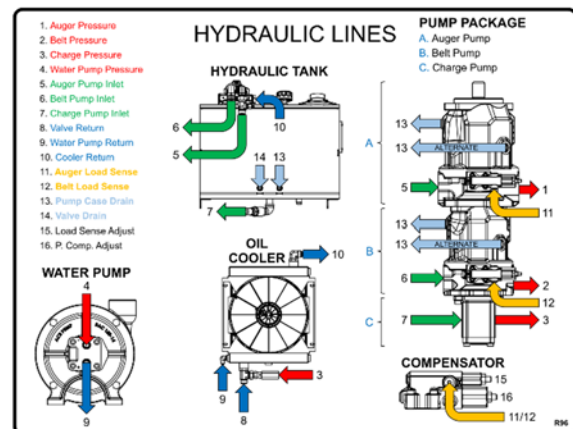 HYDRAULIC LINES
1. Auger Pressure
2. Belt Pressure
3. Charge Pressure
4. Water Pump Pressure
5. Auger Pump Inlet
6. Belt Pump Inlet
7. Charge Pump Inlet
8. Valve Return
9. Water Pump Return
10. Cooler Return
11. Auger Load Sense
12. Belt Load Sense
13. Pump Case Drain
14. Valve Drain
15. Load Sense Adjust
16. P. Comp. Adjust
WATER PUMP
4
9
HYDRAULIC TANK
6
10
5
14 13
7
OIL
COOLER
10
3
9
8
PUMP PACKAGE
A. Auger Pump
B. Belt Pump
C. Charge Pump
A
13
13
ALTERNATE
5
1
11
B
13
13
ALTERNATE
6
2
12
C
7
3
COMPENSATOR
15
16
11/12
R96